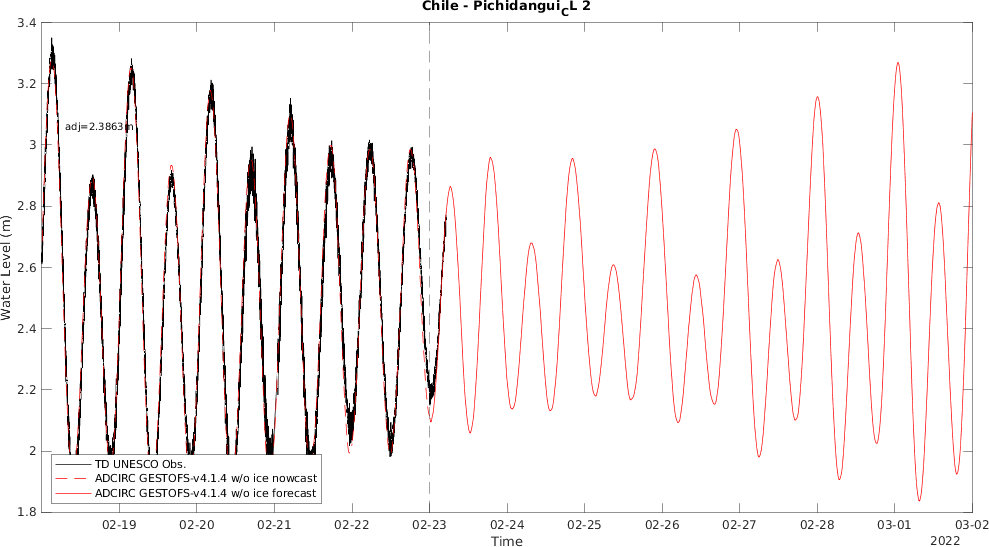 Chile - PichidanguiCL 2
3.4
3.2
3
2.8
2.6
2.4
2.2
2
1.8
Water Level (m)
adj=2.3863m
TD UNESCO Obs.
ADCIRC GESTOFS-v4.1.4 w/o ice nowcast
ADCIRC GESTOFS-v4.1.4 w/o ice forecast
02-19 02-20 02-21 02-22 02-23 02-24 02-25 02-26 02-27 02-28 03-01 03-02
Time
2022